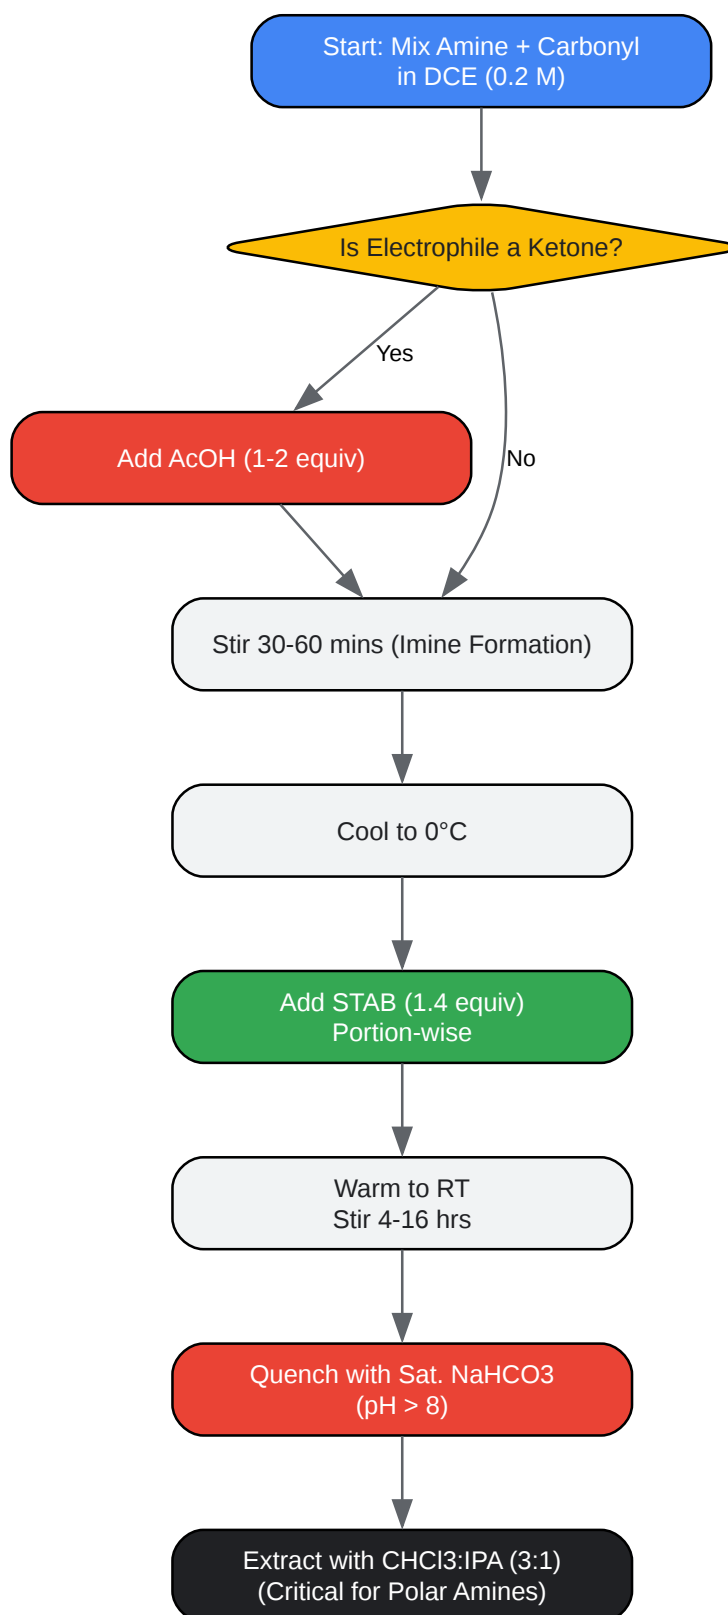 Start: Mix Amine + Carbonyl
in DCE (0.2 M)
Is Electrophile a Ketone?
Yes
Add AcOH (1-2 equiv)
No
Stir 30-60 mins (Imine Formation)
Cool to 0°C
Add STAB (1.4 equiv)
Portion-wise
Warm to RT
Stir 4-16 hrs
Quench with Sat. NaHCO3
(pH > 8)
Extract with CHCl3:IPA (3:1)
(Critical for Polar Amines)